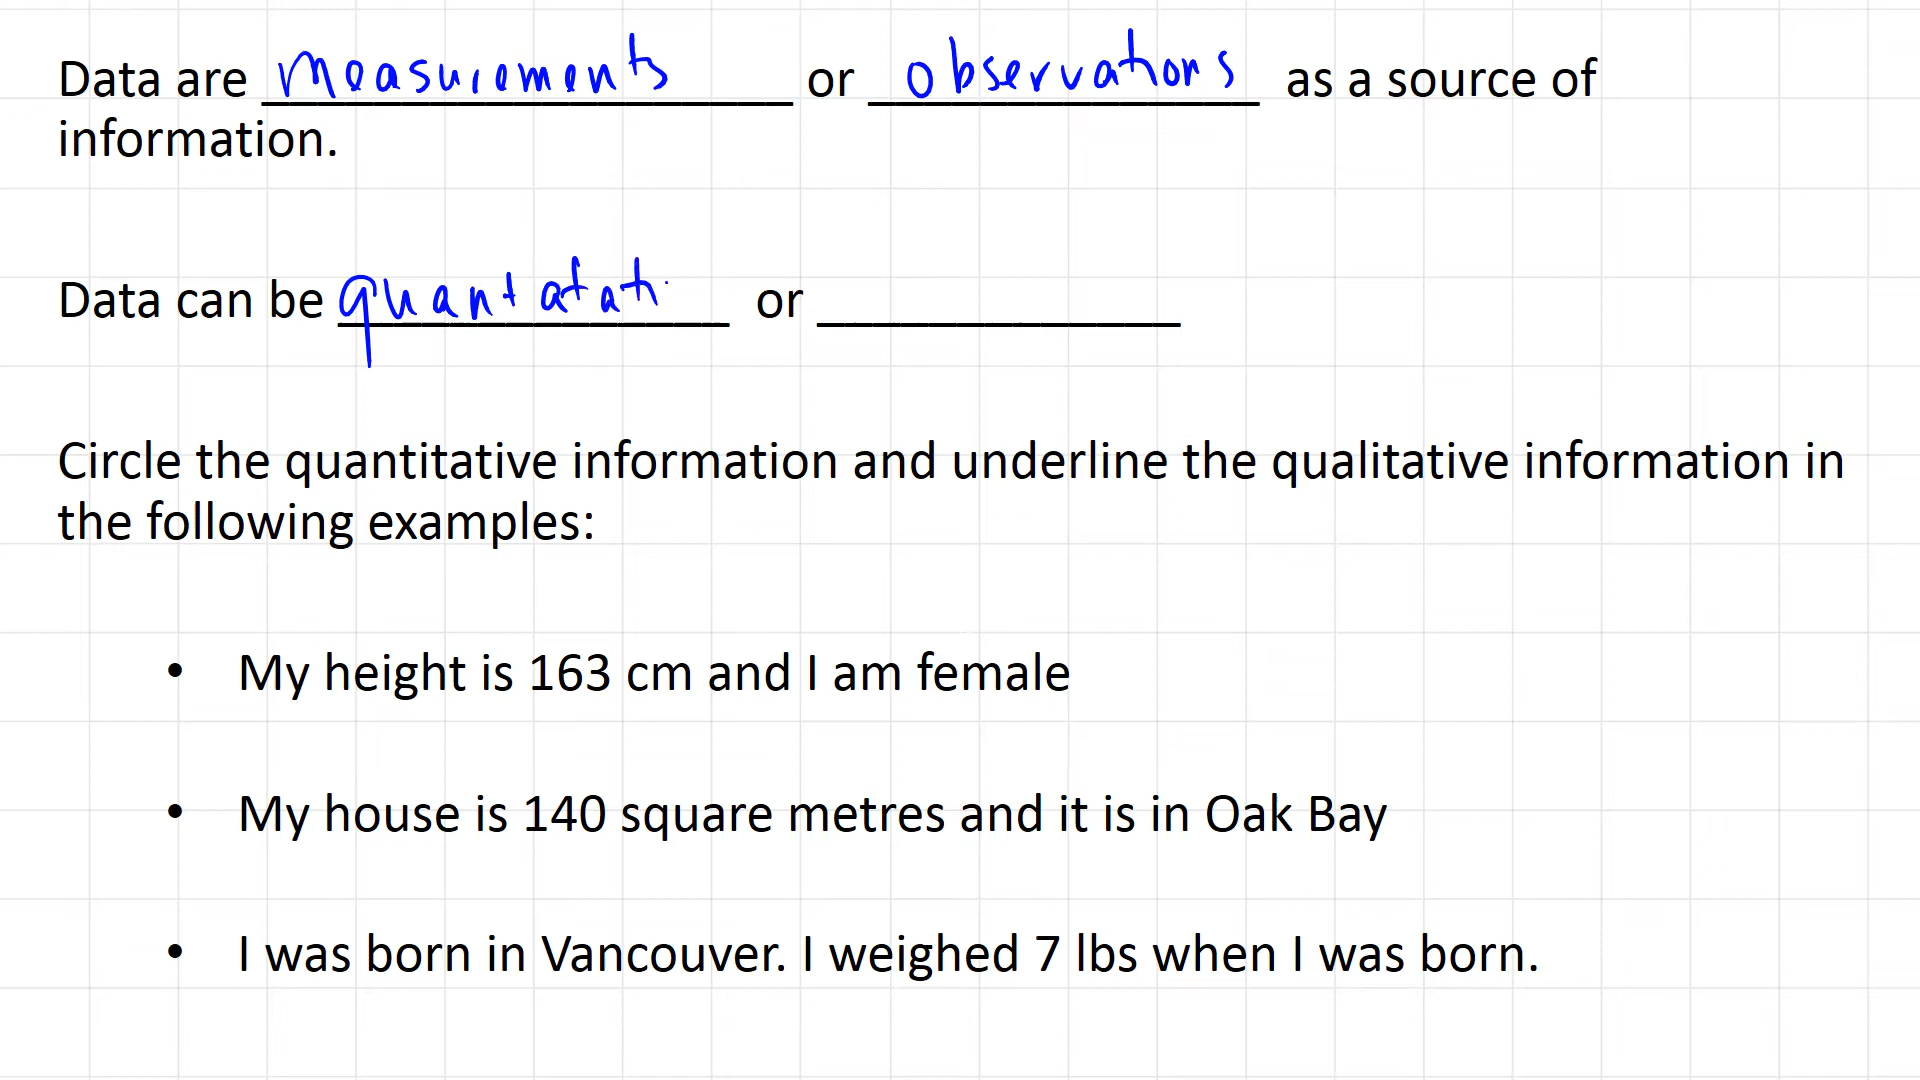 Data are measurements or observations as a source of
information.
Data can be quantatati or
Circle the quantitative information and underline the qualitative information in
the following examples:
• My height is 163 cm and I am female
• My house is 140 square metres and it is in Oak Bay
• I was born in Vancouver. I weighed 7 lbs when I was born.